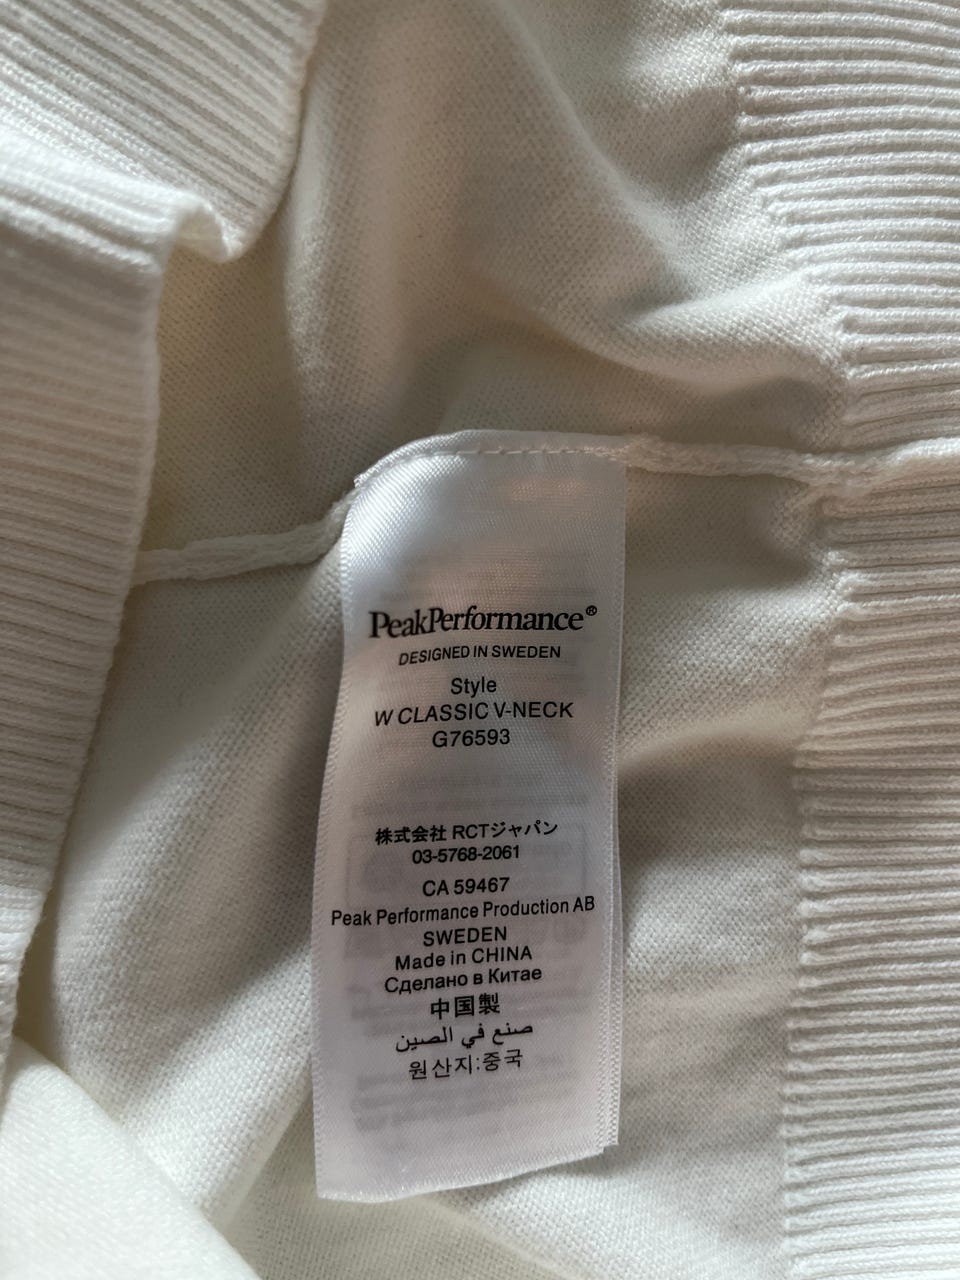 PeakPerformance®
DESIGNED IN SWEDEN
Style
W CLASSIC V-NECK
G76593
株式会社 RCTジャパン
03-5768-2061
CA 59467
Peak Performance Production AB
SWEDEN
Made in CHINA
Сделано в Китае
中国製
صنع في الصين
원산지:중국